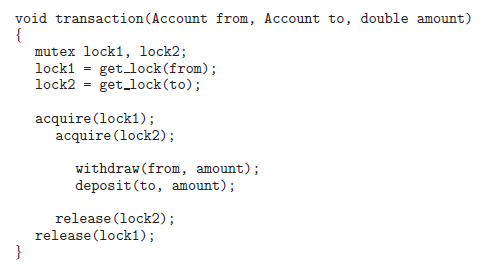 void transaction(Account from, Account to, double amount)
{
mutex lock1, lock2;
lock1 = get_lock(from);
lock2 = get_lock(to);
acquire(lock1);
acquire(lock2);
withdraw(from, amount);
deposit(to, amount);
release(lock2);
release(lock1);
}